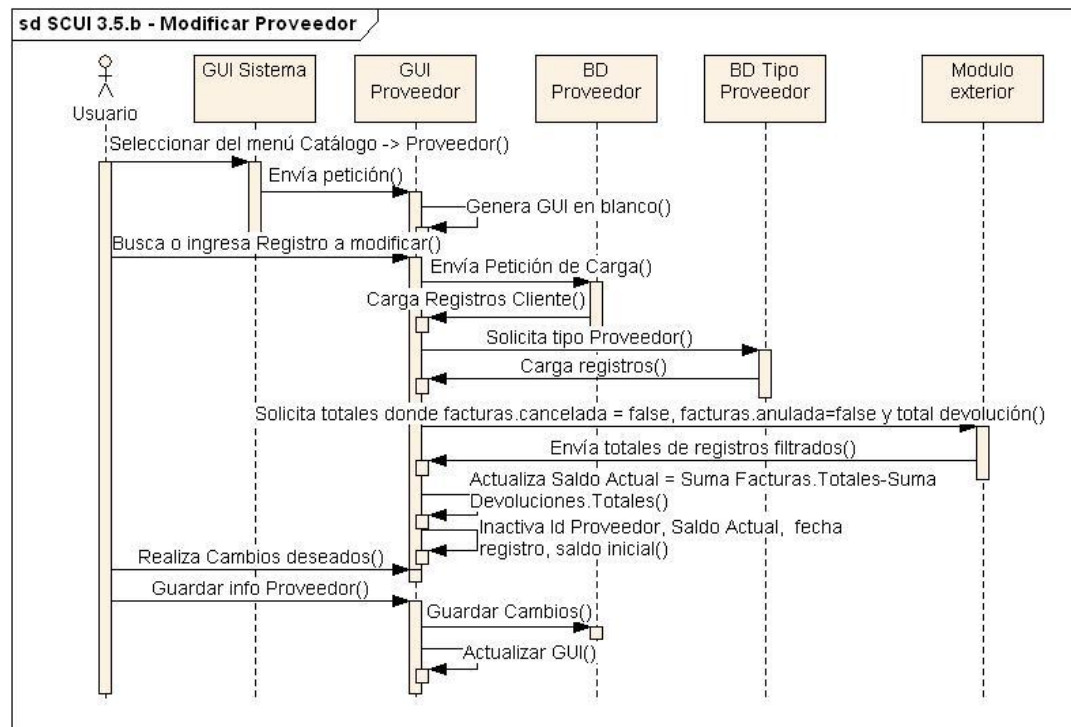 sd SCUI 3.5.b - Modificar Proveedor
Usuario
GUI Sistema
GUI
Proveedor
BD
Proveedor
BD Tipo
Proveedor
Modulo
exterior
Seleccionar del menú Catálogo -> Proveedor()
Envía petición()
Genera GUI en blanco()
Busca o ingresa Registro a modificar()
Envía Petición de Carga()
Carga Registros Cliente()
Solicita tipo Proveedor()
Carga registros()
Solicita totales donde facturas.cancelada = false, facturas.anulada=false y total devolución()
Envía totales de registros filtrados()
Actualiza Saldo Actual = Suma Facturas.Totales-Suma
Devoluciones.Totales()
Inactiva Id Proveedor, Saldo Actual, fecha
registro, saldo inicial()
Realiza Cambios deseados()
Guardar info Proveedor()
Guardar Cambios()
Actualizar GUI()